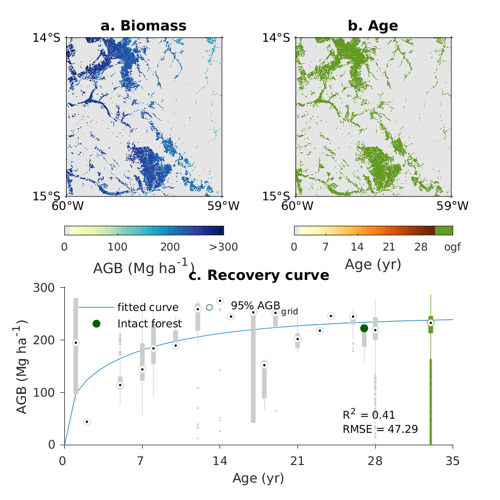 a. Biomass
b. Age
14°S
14°S
15°S
15°S
60°W
59°W
60°W
59°W
0 100 200 >300
0 7 14 21 28 ogf
AGB (Mg ha⁻¹)
Age (yr)
c. Recovery curve
300
200
100
0
AGB (Mg ha⁻¹)
fitted curve
95% AGB_grid
Intact forest
R² = 0.41
RMSE = 47.29
0 7 14 21 28 35
Age (yr)